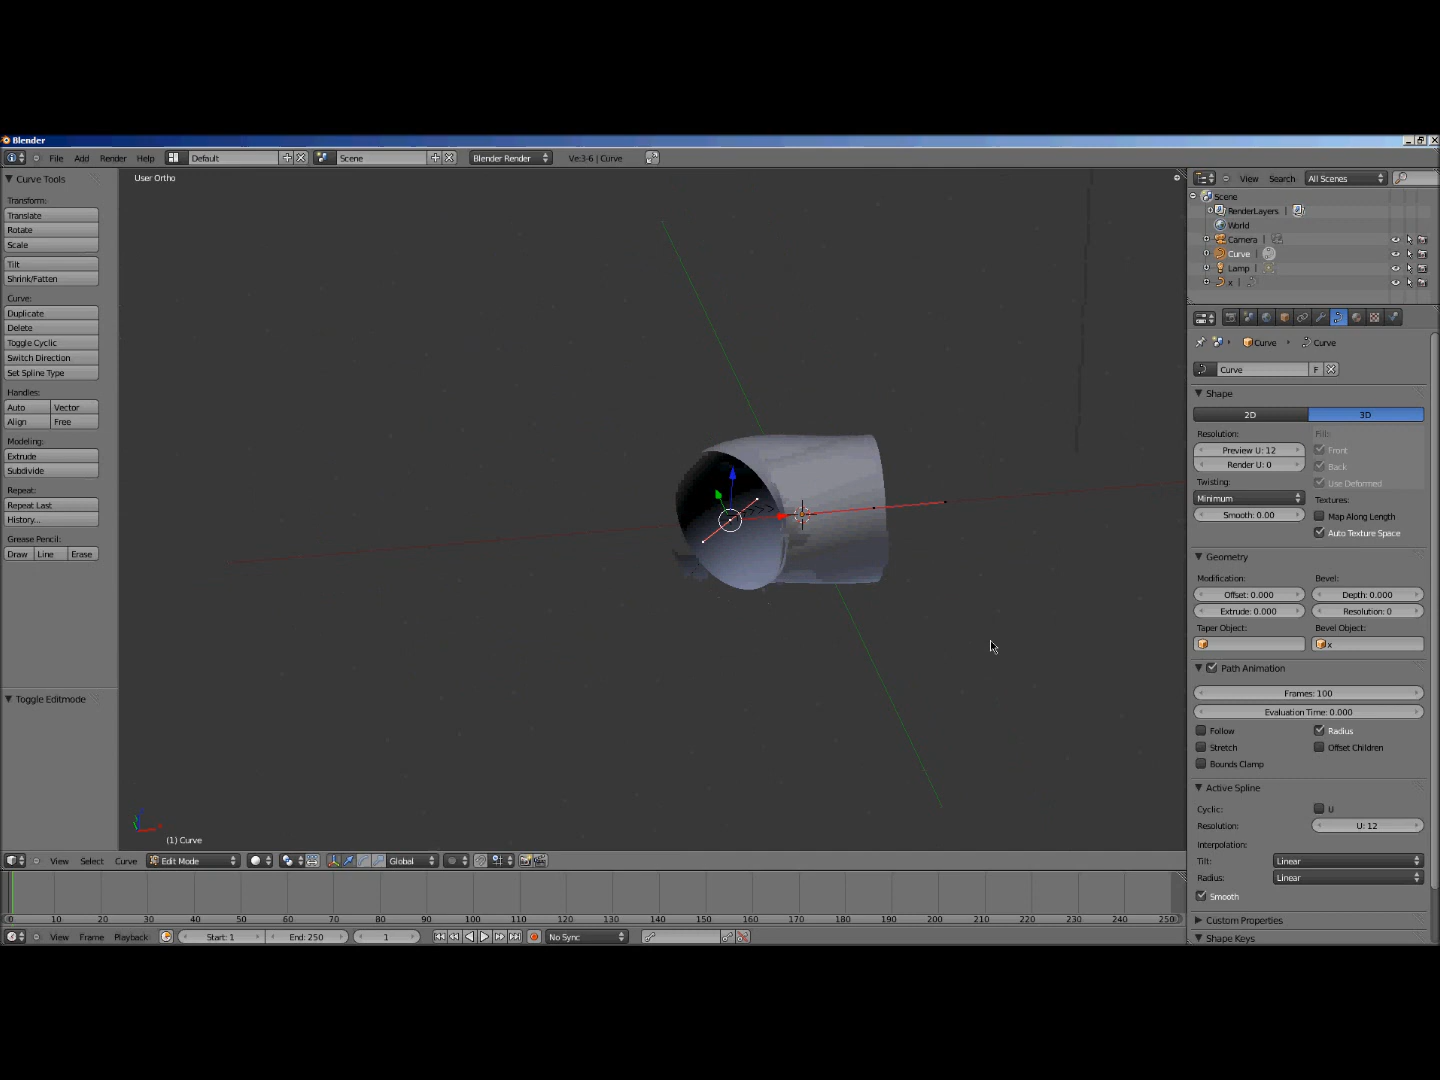 Blender
File Add Render Help Default Scene Blender Render Ve:3-6 | Curve
Curve Tools
Transform:
Translate
Rotate
Scale
Tilt
Shrink/Fatten
Curve:
Duplicate
Delete
Toggle Cyclic
Switch Direction
Set Spline Type
Handles:
Auto Vector
Align Free
Modeling:
Extrude
Subdivide
Repeat:
Repeat Last
History...
Grease Pencil:
Draw Line Erase
Toggle Editmode
User Ortho
(1) Curve
View Select Curve Edit Mode Global
0 10 20 30 40 50 60 70 80 90 100 110 120 130 140 150 160 170 180 190 200 210 220 230 240 250
View Frame Playback Start: 1 End: 250 1 No Sync
View Search All Scenes
Scene
RenderLayers |
World
Camera |
Curve |
Lamp |
x |
Curve Curve
Curve F
Shape
2D 3D
Resolution: Fill:
Preview U: 12 Front
Render U: 0 Back
Twisting: Use Deformed
Minimum Textures:
Smooth: 0.00 Map Along Length
Auto Texture Space
Geometry
Modification: Bevel:
Offset: 0.000 Depth: 0.000
Extrude: 0.000 Resolution: 0
Taper Object: Bevel Object:
x
Path Animation
Frames: 100
Evaluation Time: 0.000
Follow Radius
Stretch Offset Children
Bounds Clamp
Active Spline
Cyclic: U
Resolution: U: 12
Interpolation:
Tilt: Linear
Radius: Linear
Smooth
Custom Properties
Shape Keys